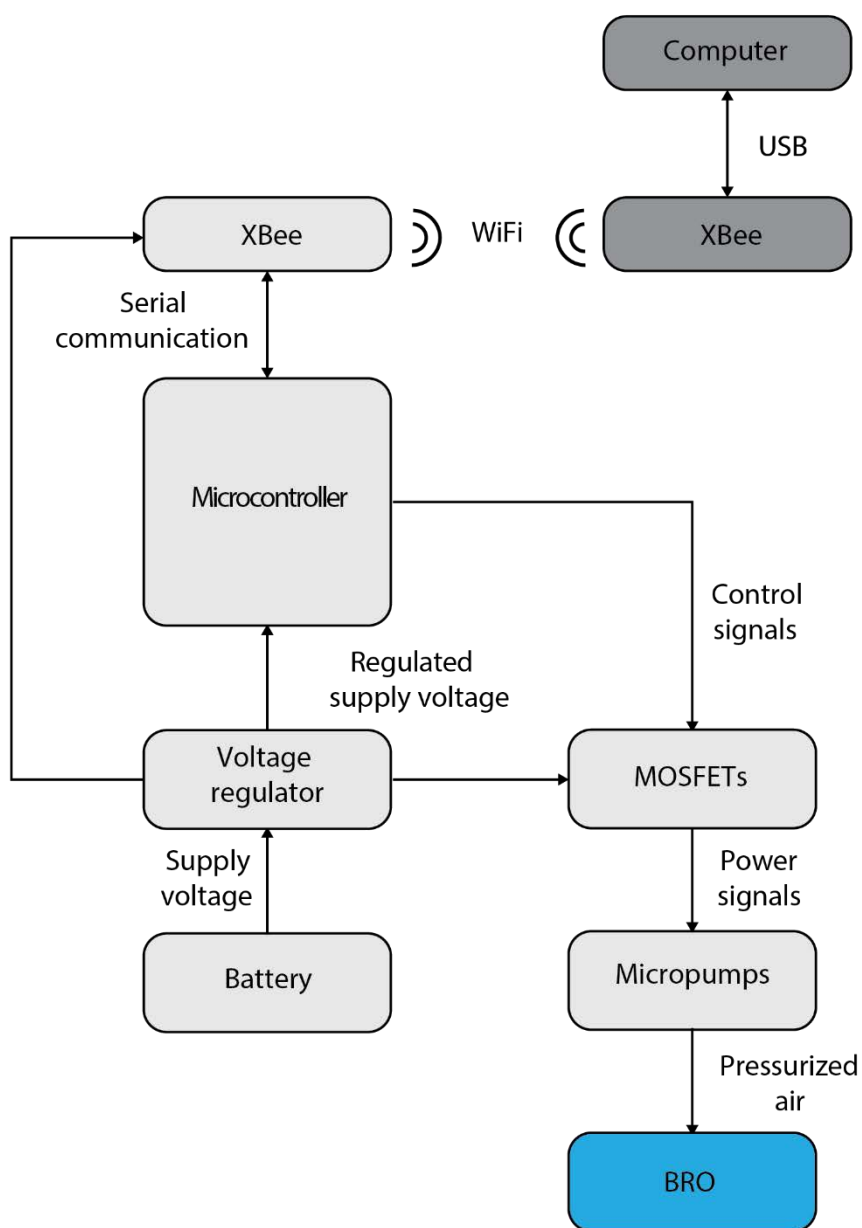 Computer
USB
XBee
WiFi
XBee
Serial
communication
Microcontroller
Control
signals
Regulated
supply voltage
Voltage
regulator
MOSFETs
Supply
voltage
Power
signals
Battery
Micropumps
Pressurized
air
BRO